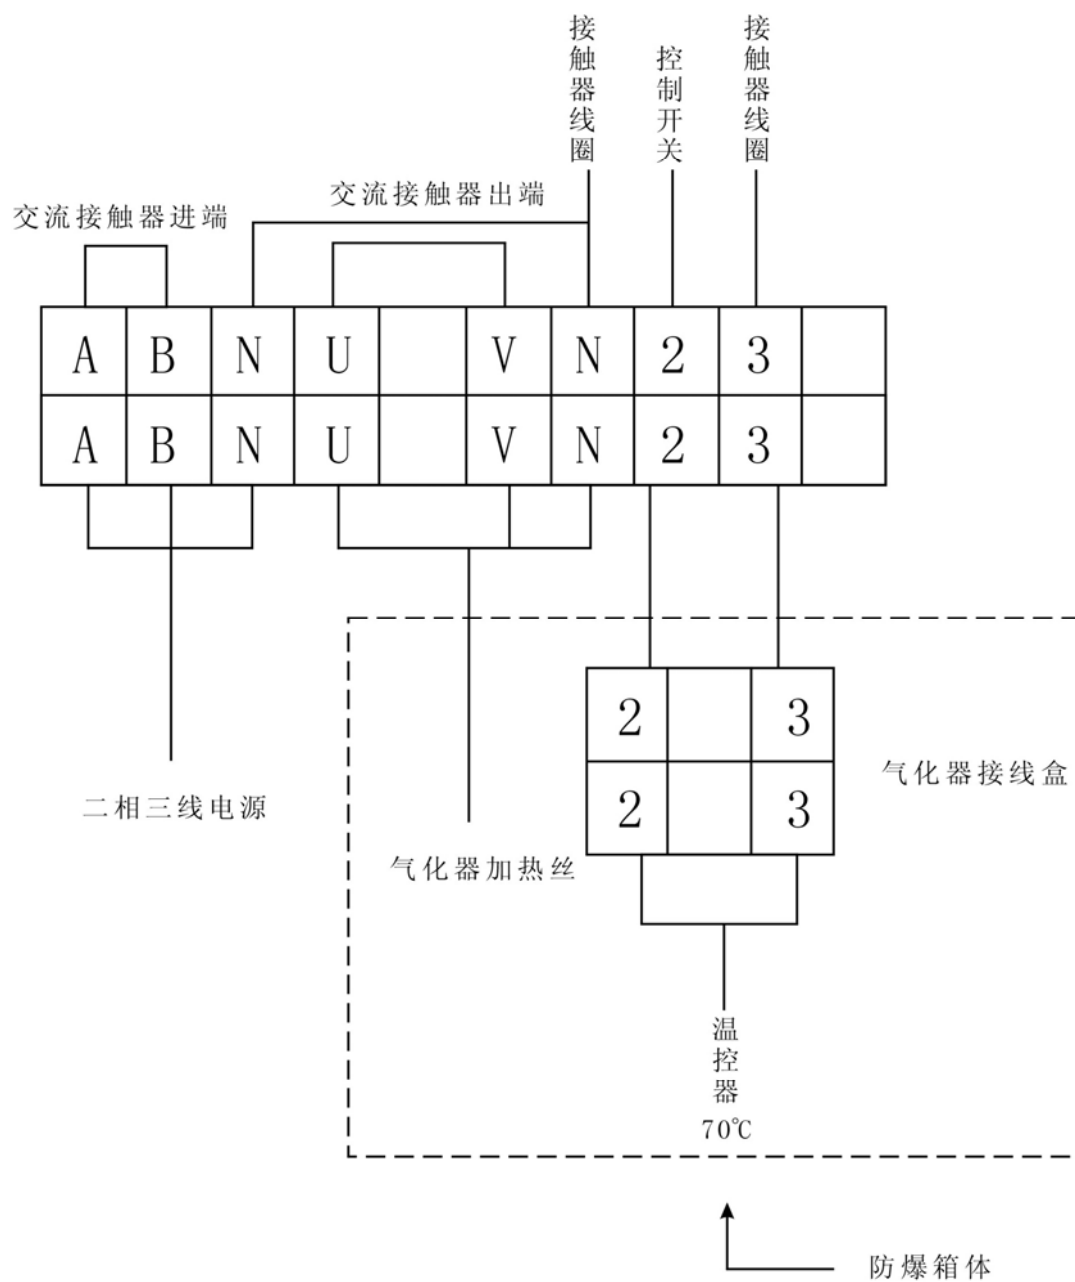 接触器线圈
控制开关
接触器线圈
交流接触器出端
交流接触器进端
A B N U V N 2 3
A B N U V N 2 3
2 3
气化器接线盒
2 3
二相三线电源
气化器加热丝
温控器
70℃
防爆箱体